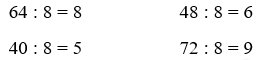 64 : 8 = 8 48 : 8 = 6
40 : 8 = 5 72 : 8 = 9